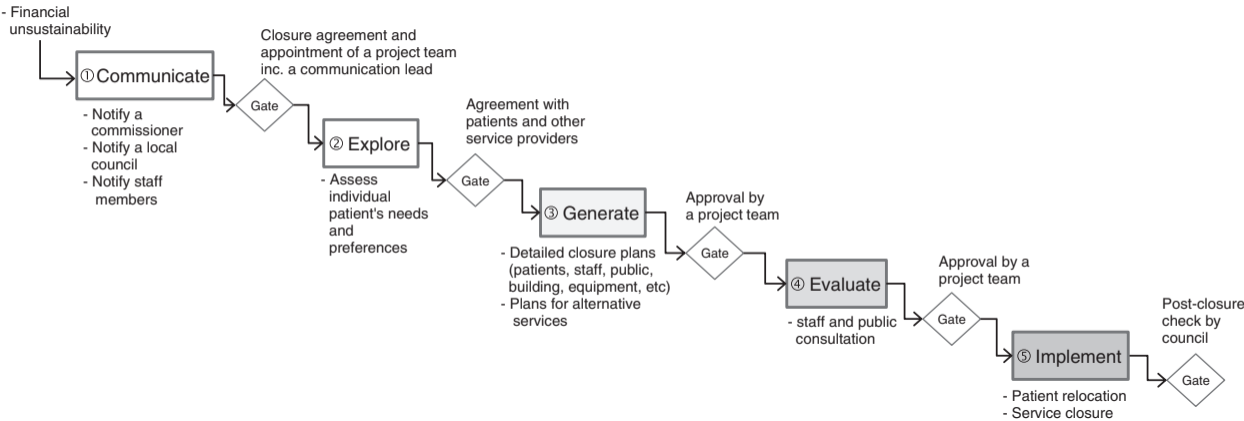 - Financial
unsustainability
① Communicate
- Notify a
commissioner
- Notify a local
council
- Notify staff
members
Closure agreement and
appointment of a project team
inc. a communication lead
Gate
② Explore
- Assess
individual
patient's needs
and
preferences
Agreement with
patients and other
service providers
Gate
③ Generate
- Detailed closure plans
(patients, staff, public,
building, equipment, etc)
- Plans for alternative
services
Approval by
a project team
Gate
④ Evaluate
- staff and public
consultation
Approval by a
project team
Gate
⑤ Implement
- Patient relocation
- Service closure
Post-closure
check by
council
Gate